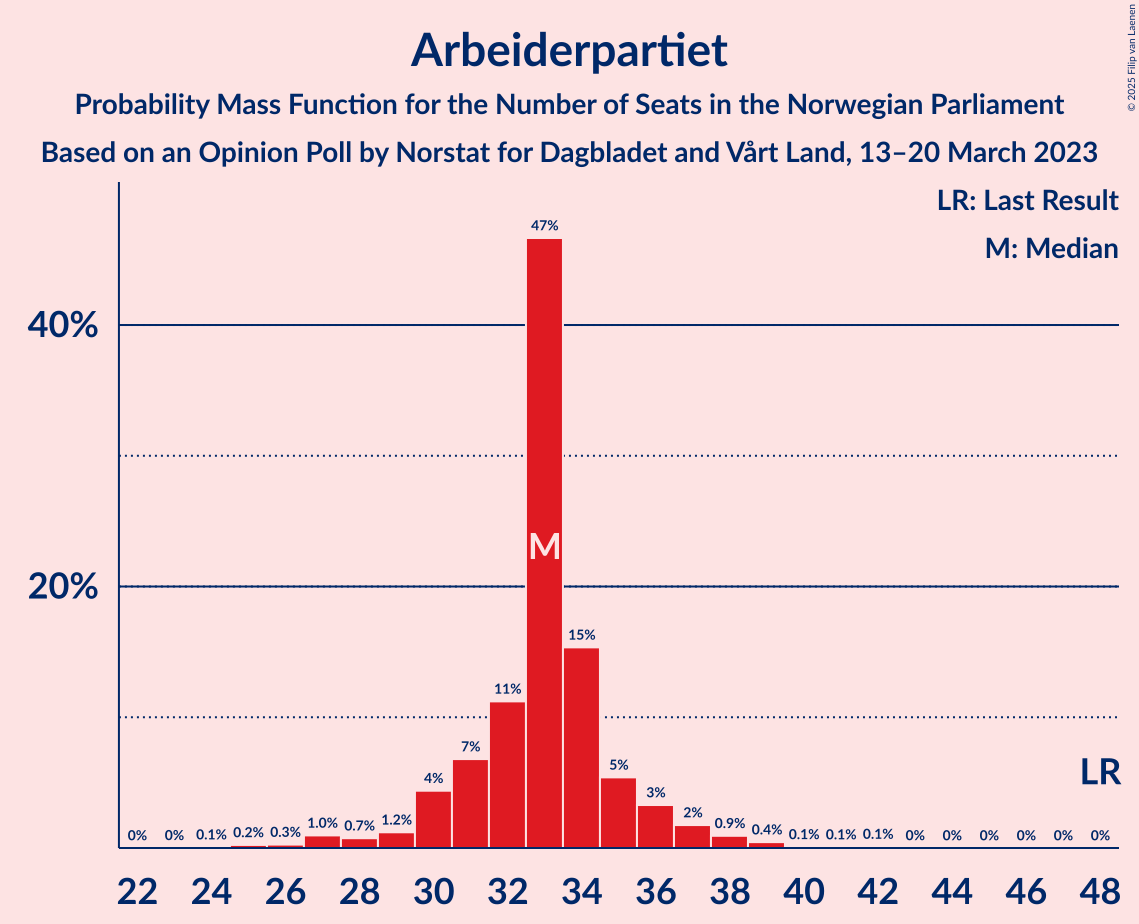 Arbeiderpartiet
Probability Mass Function for the Number of Seats in the Norwegian Parliament
Based on an Opinion Poll by Norstat for Dagbladet and Vårt Land, 13–20 March 2023
© 2025 Filip van Laenen
LR: Last Result
M: Median
40%
20%
0% 0% 0.1% 0.2% 0.3% 1.0% 0.7% 1.2% 4% 7% 11% 47% 15% 5% 3% 2% 0.9% 0.4% 0.1% 0.1% 0.1% 0% 0% 0% 0% 0% 0%
M
LR
22 24 26 28 30 32 34 36 38 40 42 44 46 48